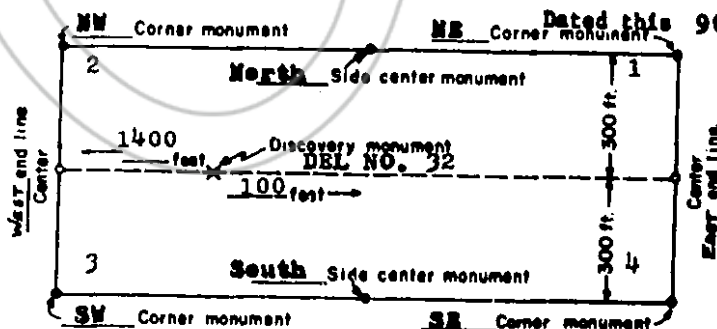 NW Corner monument NE Corner monument Dated this 9
2 1
North Side center monument
300 ft.
1400 feet
Discovery monument
DEL NO. 32
100 feet
WEST end line
Center
Center
EAST end line
300 ft.
3 4
South Side center monument
SW Corner monument SE Corner monument